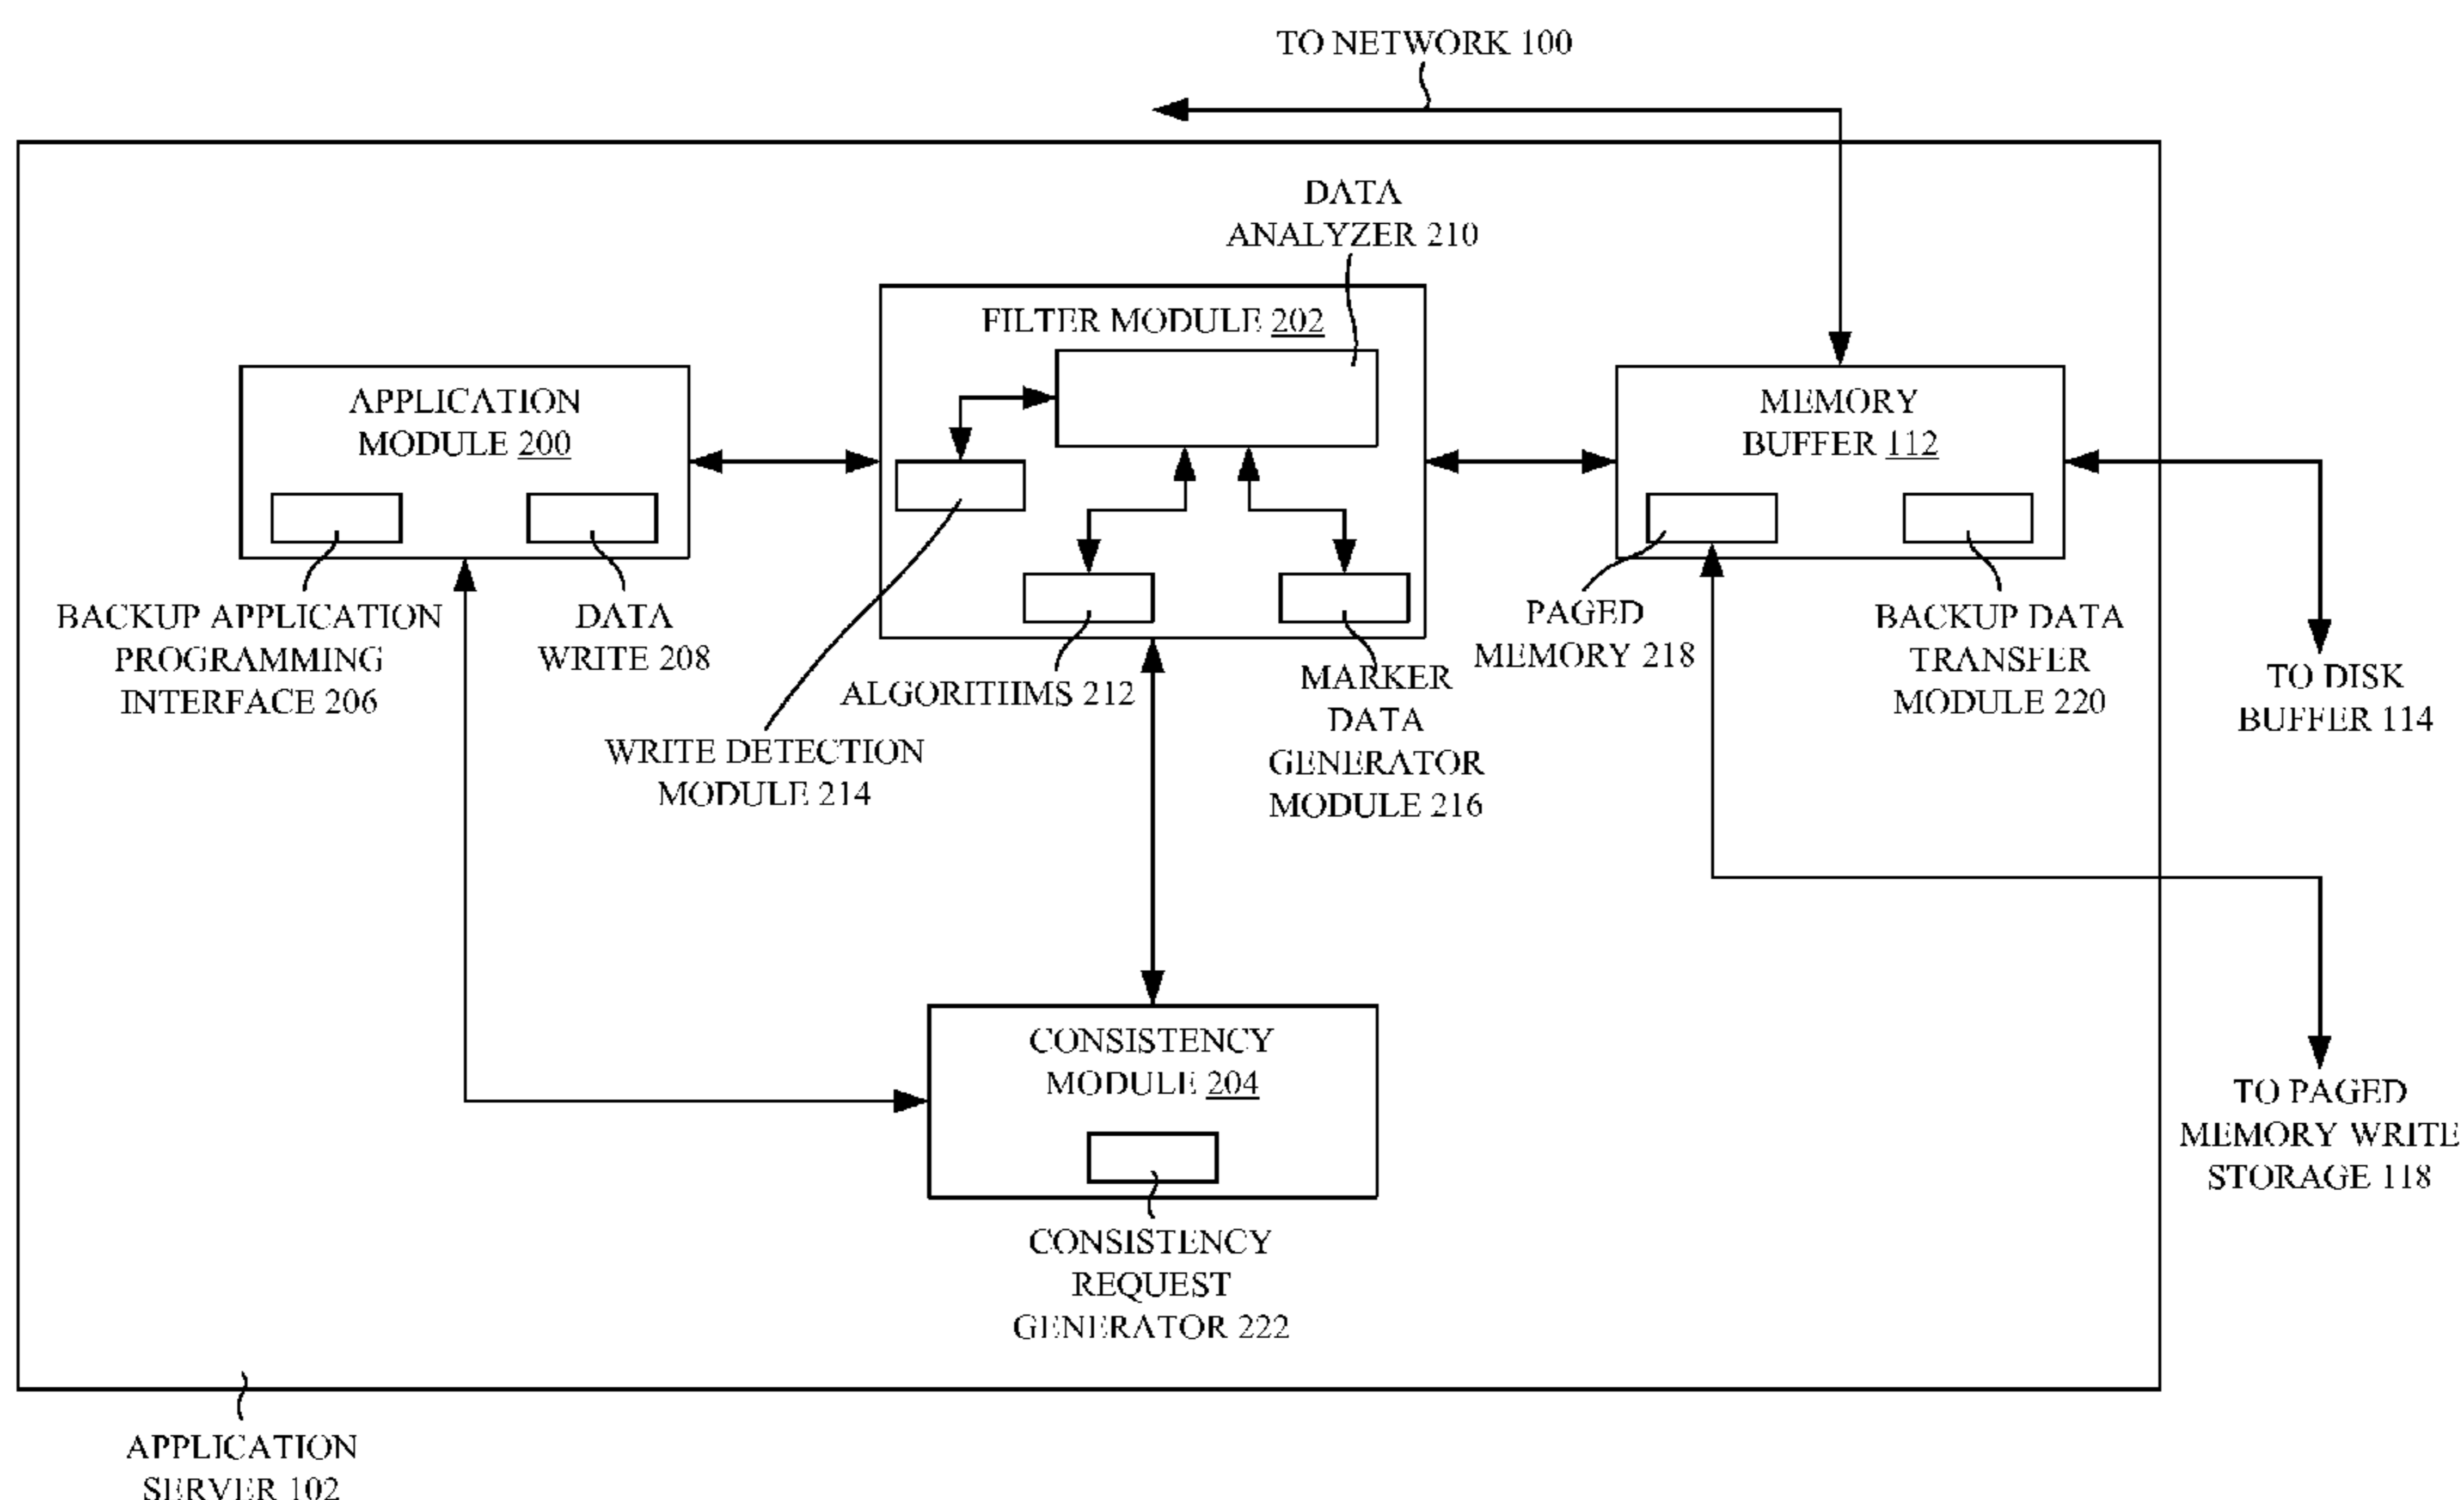 TO NETWORK 100
DATA
ANALYZER 210
FILTER MODULE 202
APPLICATION
MODULE 200
MEMORY
BUFFER 112
BACKUP APPLICATION
PROGRAMMING
INTERFACE 206
DATA
WRITE 208
ALGORITHMS 212
WRITE DETECTION
MODULE 214
MARKER
DATA
GENERATOR
MODULE 216
PAGED
MEMORY 218
BACKUP DATA
TRANSFER
MODULE 220
TO DISK
BUFFER 114
CONSISTENCY
MODULE 204
CONSISTENCY
REQUEST
GENERATOR 222
TO PAGED
MEMORY WRITE
STORAGE 118
APPLICATION
SERVER 102